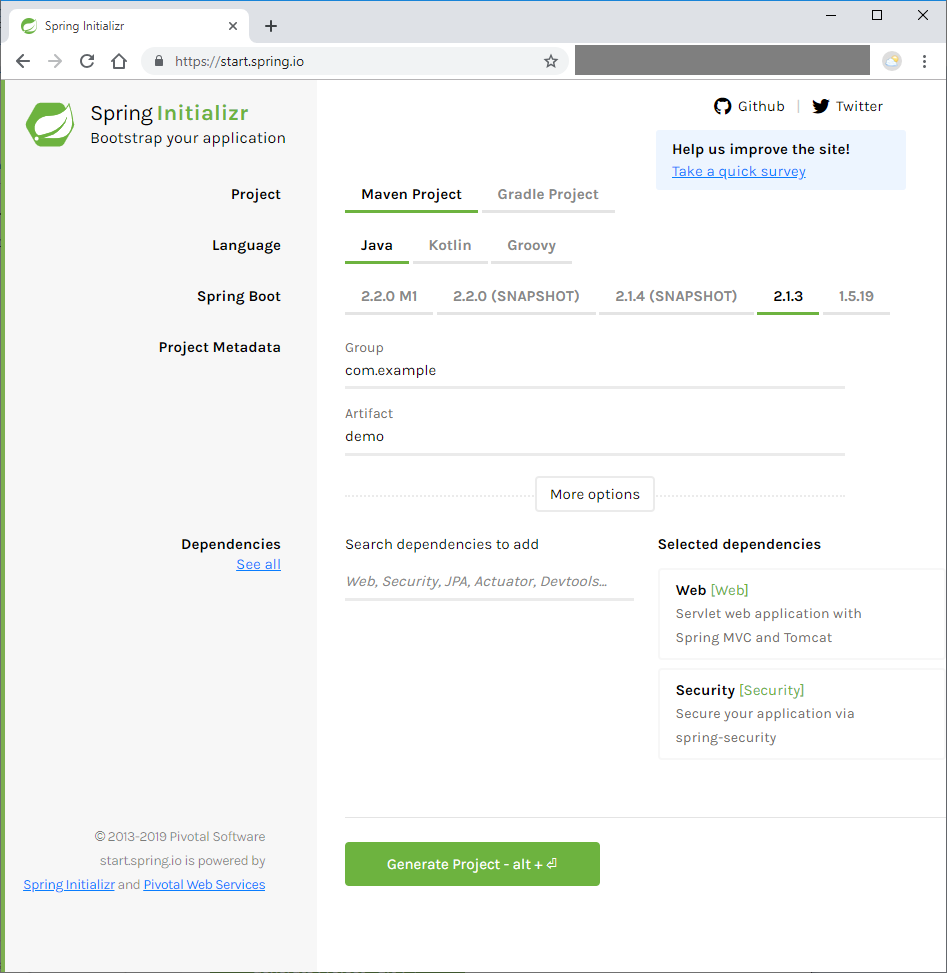 Spring Initializr
https://start.spring.io
Spring Initializr
Bootstrap your application
Github | Twitter
Help us improve the site!
Take a quick survey
Project
Maven Project Gradle Project
Language
Java Kotlin Groovy
Spring Boot
2.2.0 M1 2.2.0 (SNAPSHOT) 2.1.4 (SNAPSHOT) 2.1.3 1.5.19
Project Metadata
Group
com.example
Artifact
demo
More options
Dependencies
See all
Search dependencies to add
Web, Security, JPA, Actuator, Devtools...
Selected dependencies
Web [Web]
Servlet web application with
Spring MVC and Tomcat
Security [Security]
Secure your application via
spring-security
© 2013-2019 Pivotal Software
start.spring.io is powered by
Spring Initializr and Pivotal Web Services
Generate Project - alt + ⏎